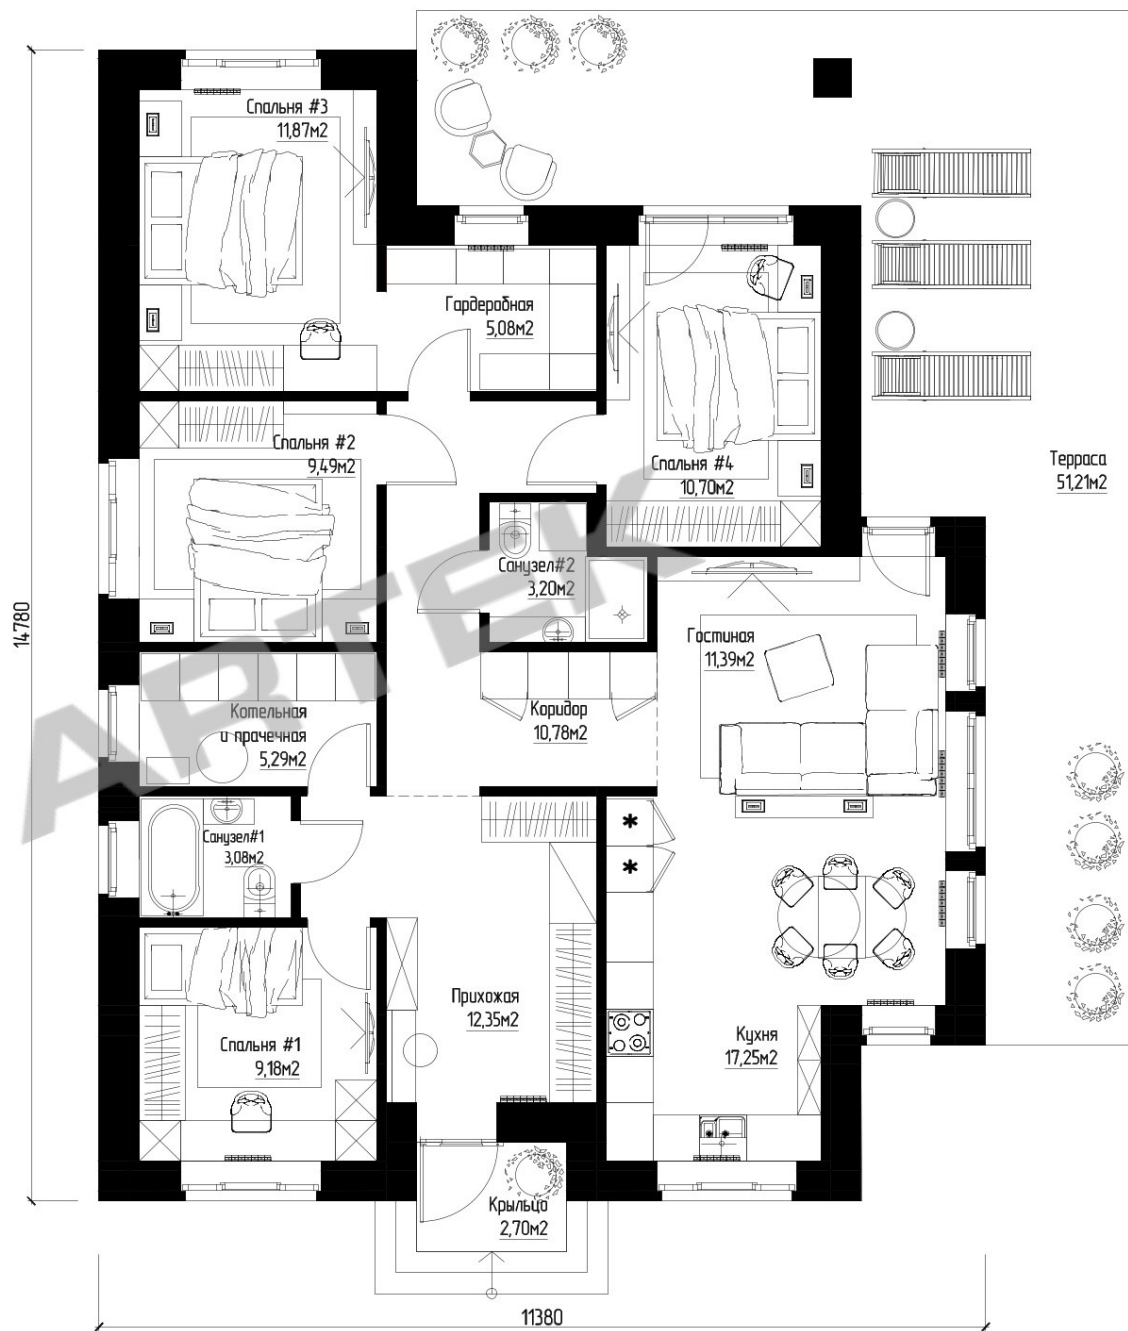 Спальня #3
11,87м2
Гардеробная
5,08м2
Спальня #2
9,49м2
Спальня #4
10,70м2
Терраса
51,21м2
Санузел#2
3,20м2
14780
Гостиная
11,39м2
Котельная
и прачечная
5,29м2
Коридор
10,78м2
ARTEK
Санузел#1
3,08м2
*
*
Прихожая
12,35м2
Спальня #1
9,18м2
Кухня
17,25м2
Крыльцо
2,70м2
11380